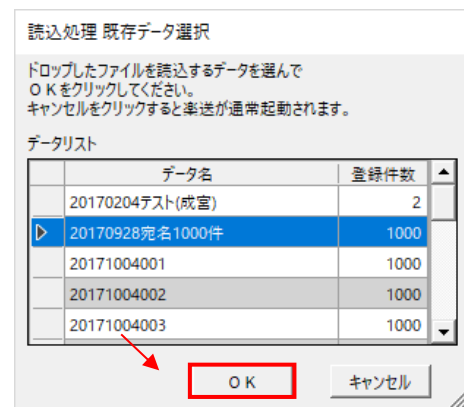 読込処理 既存データ選択
ドロップしたファイルを読込するデータを選んで
ＯＫをクリックしてください。
キャンセルをクリックすると楽送が通常起動されます。
データリスト
データ名 登録件数
20170204テスト(成宮) 2
20170928宛名1000件 1000
20171004001 1000
20171004002 1000
20171004003 1000
ＯＫ キャンセル